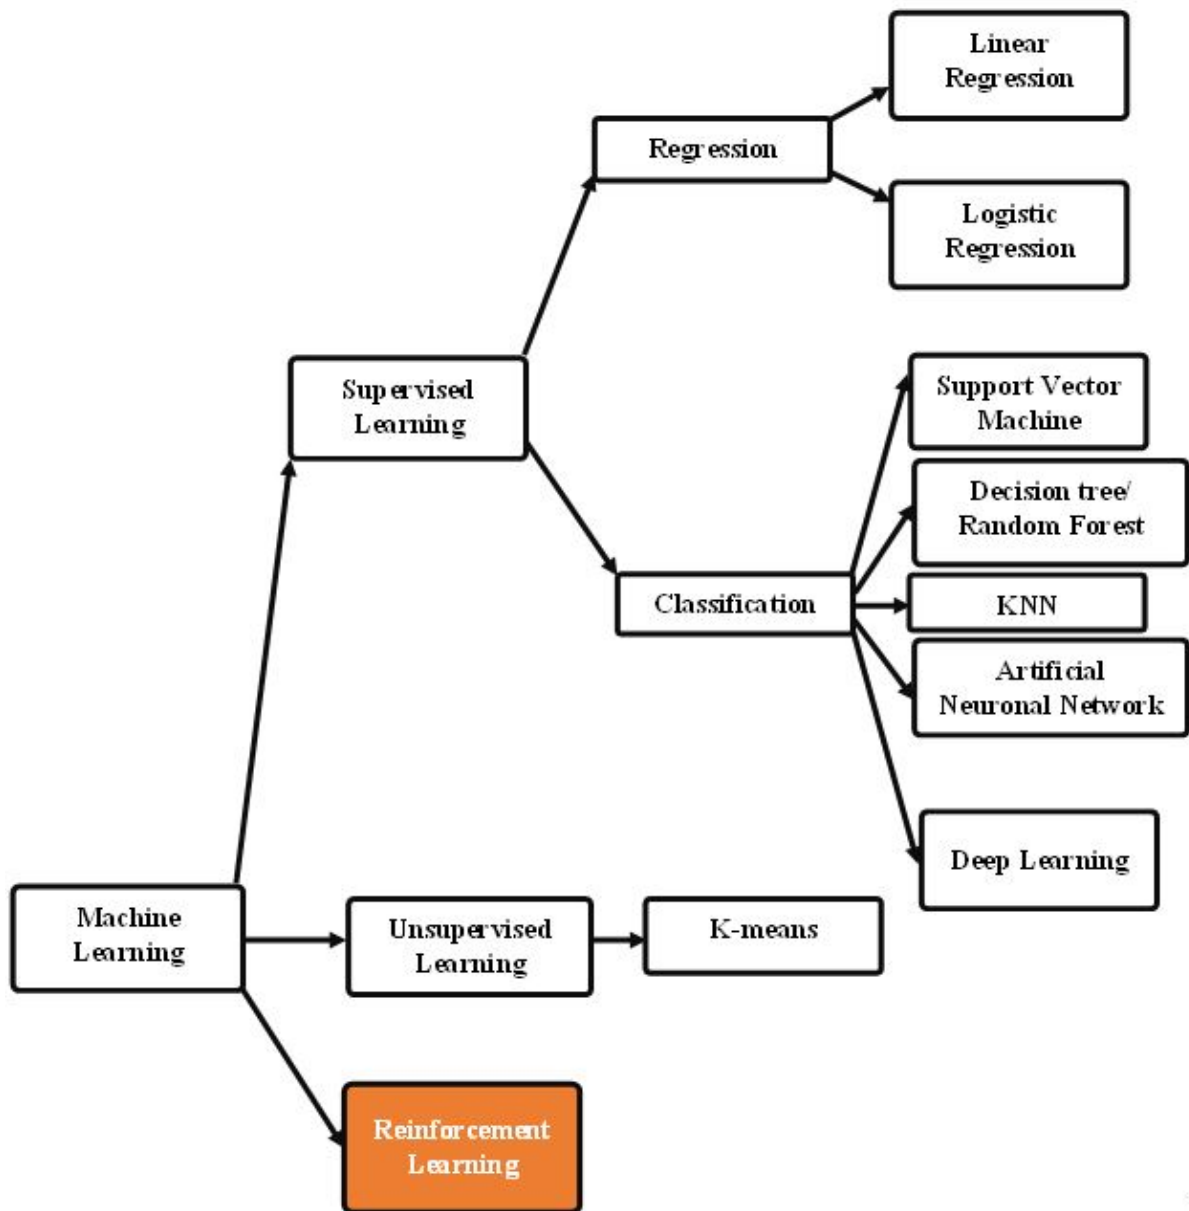 Linear
Regression
Regression
Logistic
Regression
Supervised
Learning
Support Vector
Machine
Decision tree/
Random Forest
Classification
KNN
Artificial
Neuronal Network
Deep Learning
Machine
Learning
Unsupervised
Learning
K-means
Reinforcement
Learning